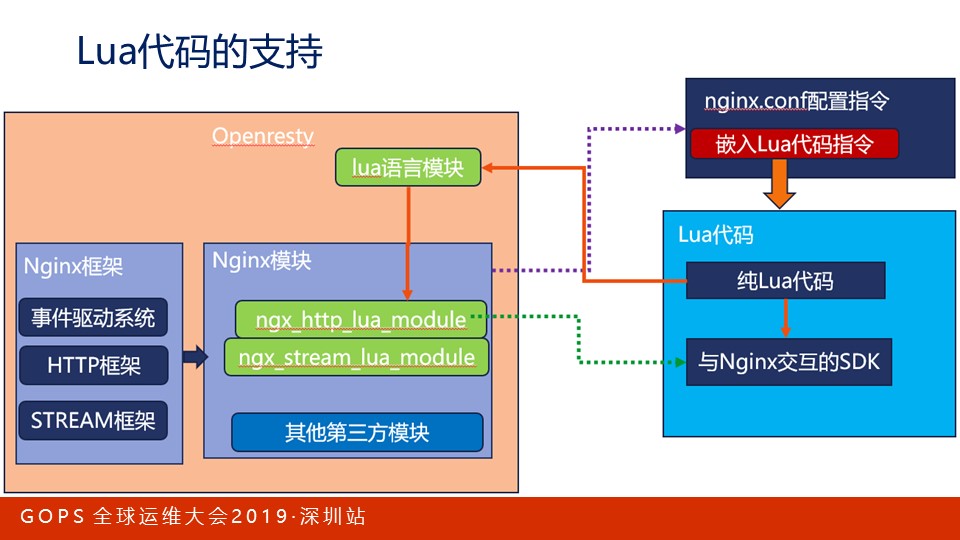 Lua代码的支持
Openresty
lua语言模块
Nginx框架
事件驱动系统
HTTP框架
STREAM框架
Nginx模块
ngx_http_lua_module
ngx_stream_lua_module
其他第三方模块
nginx.conf配置指令
嵌入Lua代码指令
Lua代码
纯Lua代码
与Nginx交互的SDK
GOPS 全球运维大会2019·深圳站